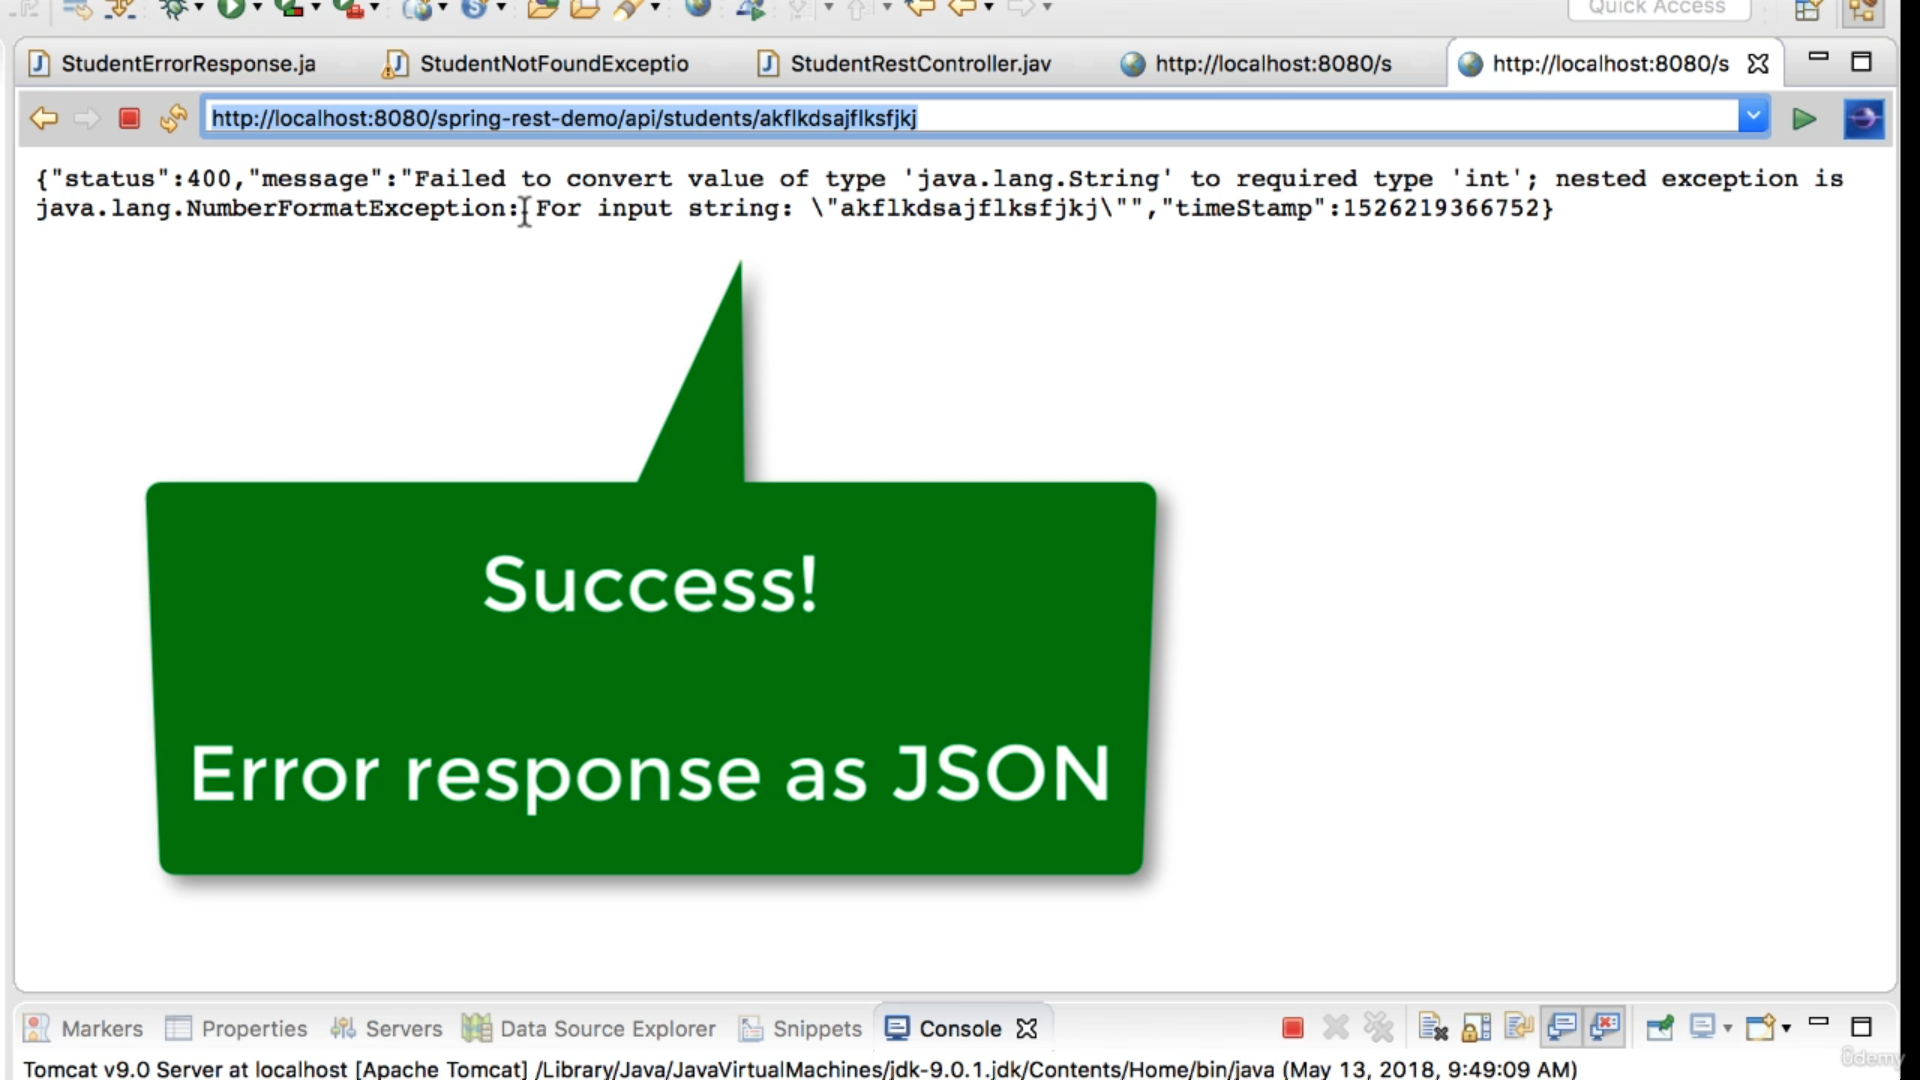 Quick Access
StudentErrorResponse.ja
StudentNotFoundExceptio
StudentRestController.jav
http://localhost:8080/s
http://localhost:8080/s
http://localhost:8080/spring-rest-demo/api/students/akflkdsajflksfjkj
{"status":400,"message":"Failed to convert value of type 'java.lang.String' to required type 'int'; nested exception is
java.lang.NumberFormatException: For input string: \"akflkdsajflksfjkj\"","timeStamp":1526219366752}
Success!
Error response as JSON
Markers
Properties
Servers
Data Source Explorer
Snippets
Console
Tomcat v9.0 Server at localhost [Apache Tomcat] /Library/Java/JavaVirtualMachines/jdk-9.0.1.jdk/Contents/Home/bin/java (May 13, 2018, 9:49:09 AM)
ûdemy